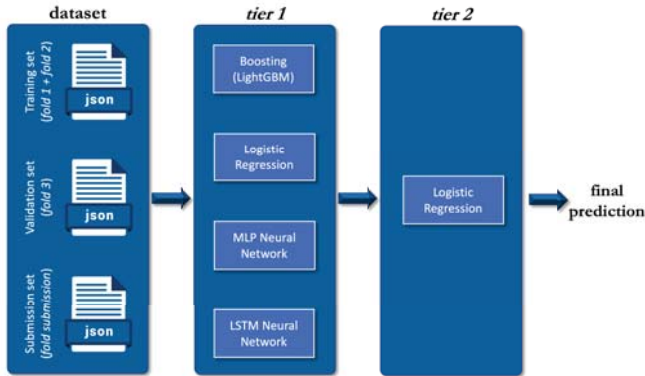 dataset
tier 1
tier 2
Training set
(fold 1 + fold 2)
json
Validation set
(fold 3)
json
Submission set
(fold submission)
json
Boosting
(LightGBM)
Logistic
Regression
MLP Neural
Network
LSTM Neural
Network
Logistic
Regression
final
prediction